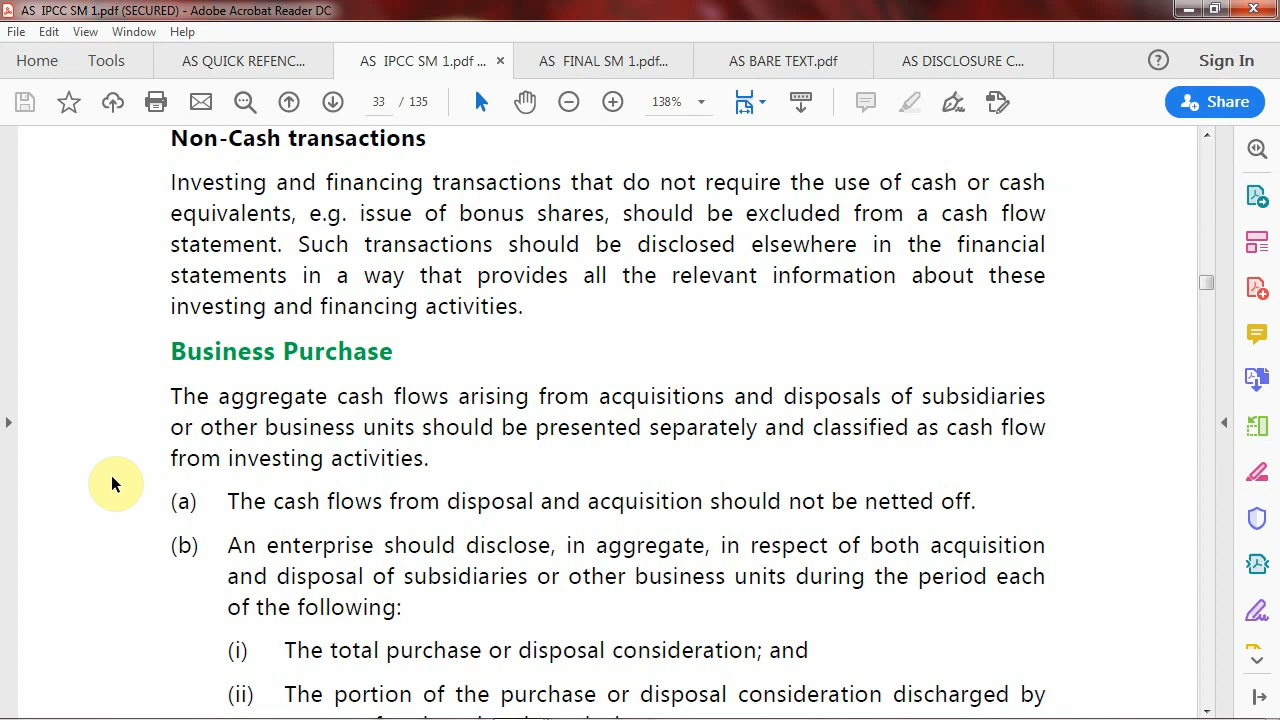 AS IPCC SM 1.pdf (SECURED) - Adobe Acrobat Reader DC
File Edit View Window Help
Home Tools AS QUICK REFENC... AS IPCC SM 1.pdf ... × AS FINAL SM 1.pdf... AS BARE TEXT.pdf AS DISCLOSURE C... ? Sign In
33 / 135 138% Share
Non-Cash transactions
Investing and financing transactions that do not require the use of cash or cash
equivalents, e.g. issue of bonus shares, should be excluded from a cash flow
statement. Such transactions should be disclosed elsewhere in the financial
statements in a way that provides all the relevant information about these
investing and financing activities.
Business Purchase
The aggregate cash flows arising from acquisitions and disposals of subsidiaries
or other business units should be presented separately and classified as cash flow
from investing activities.
(a) The cash flows from disposal and acquisition should not be netted off.
(b) An enterprise should disclose, in aggregate, in respect of both acquisition
and disposal of subsidiaries or other business units during the period each
of the following:
(i) The total purchase or disposal consideration; and
(ii) The portion of the purchase or disposal consideration discharged by